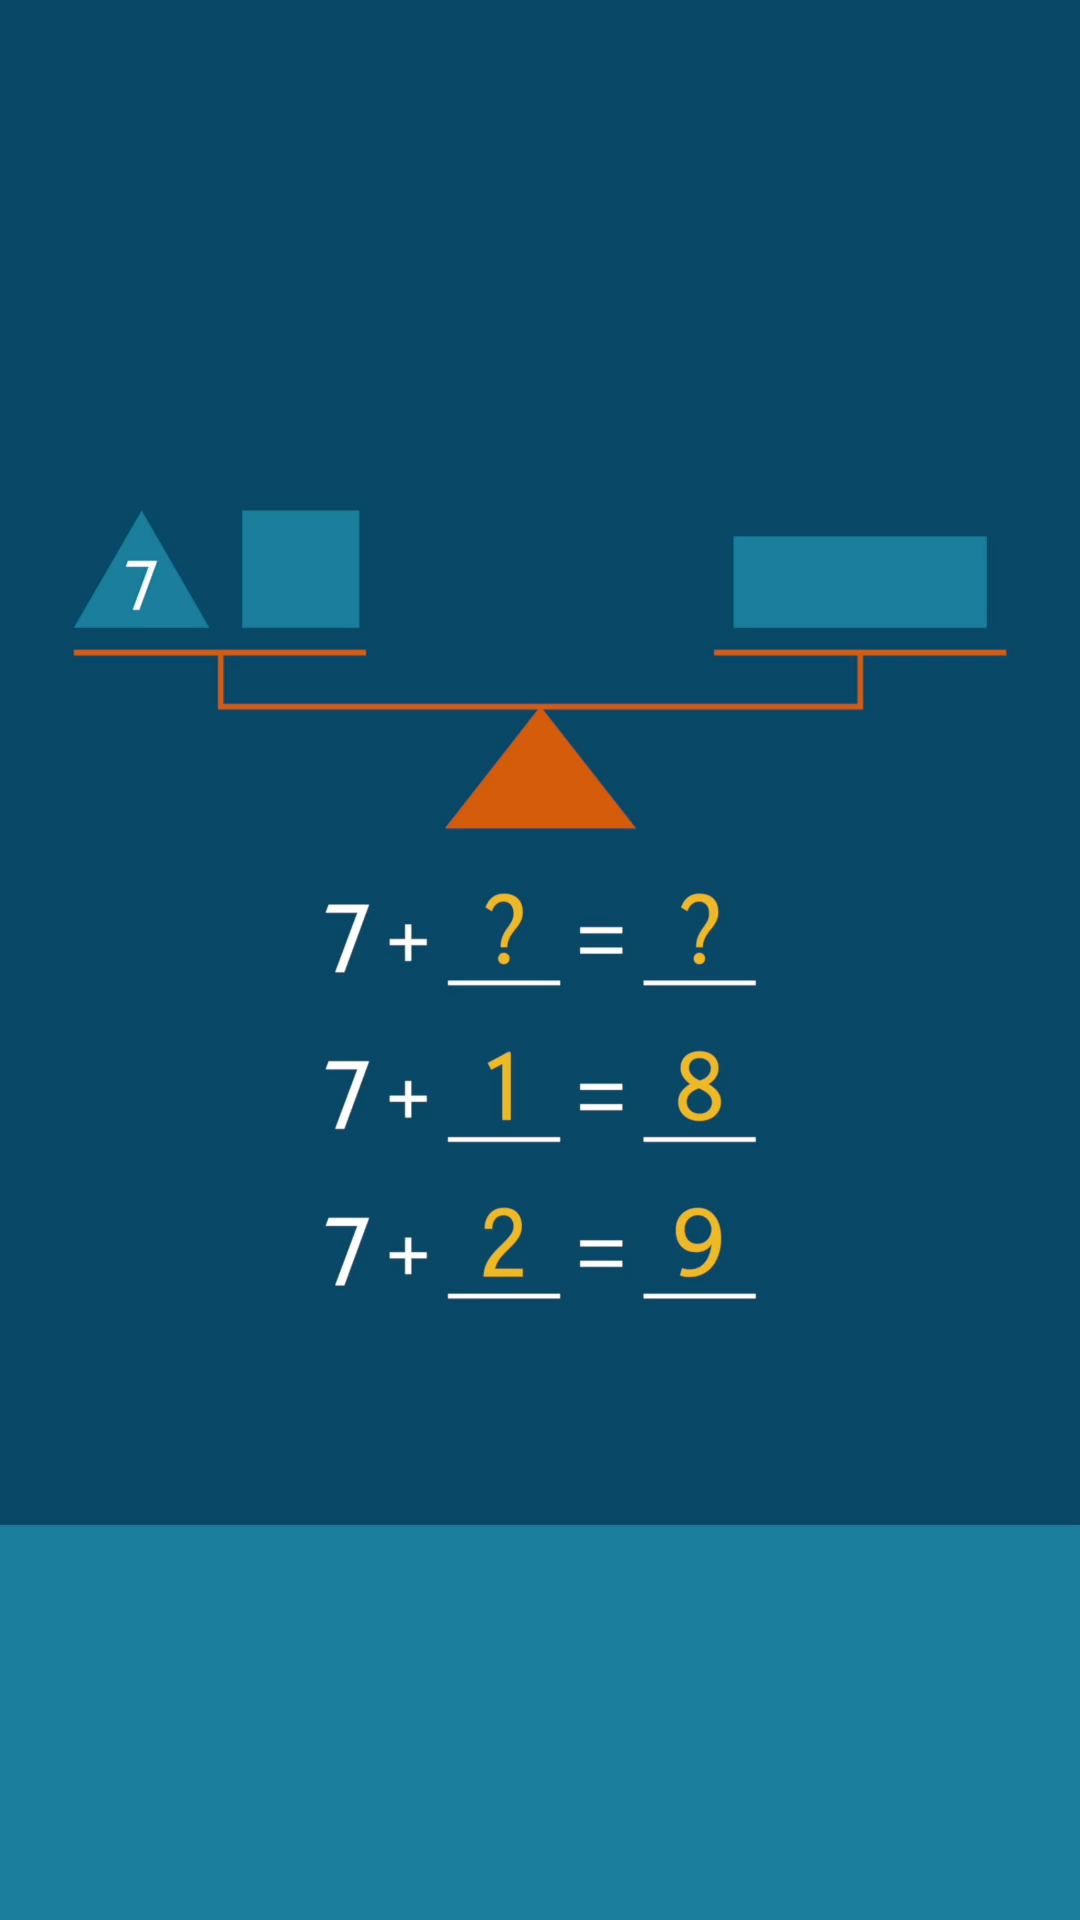 7
7 + ? = ?
7 + 1 = 8
7 + 2 = 9